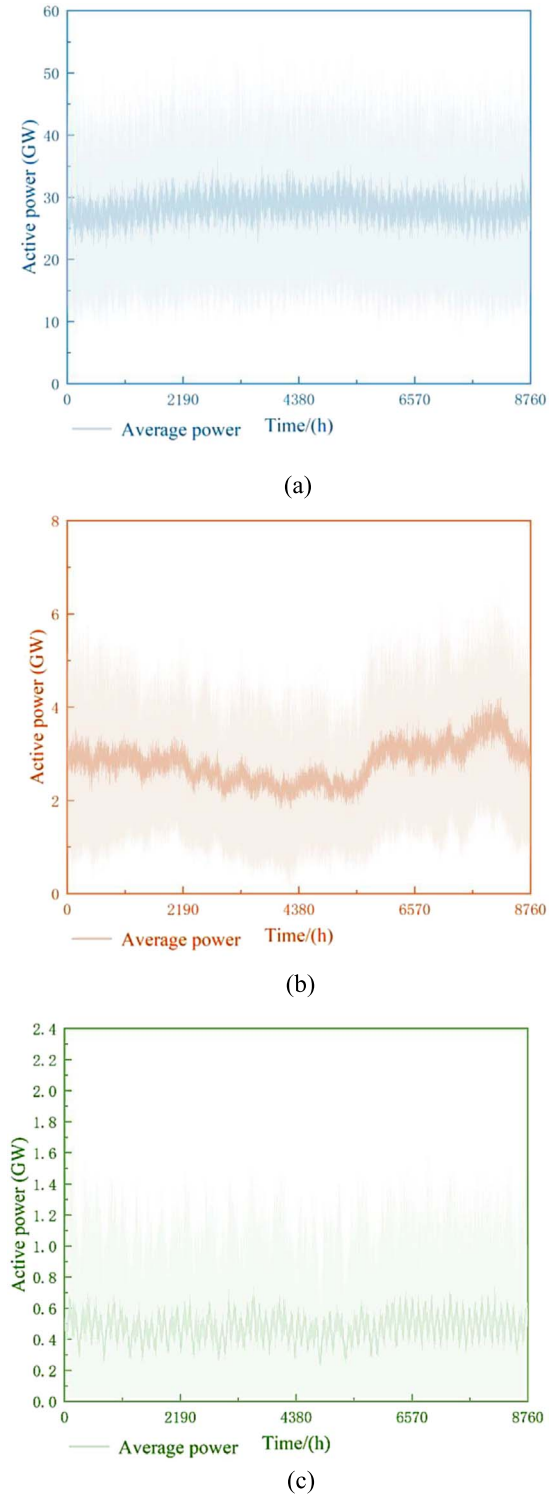 60
50
40
30
20
10
0
Active power (GW)
0 2190 4380 6570 8760
Average power Time/(h)
(a)
8
6
4
2
0
Active power (GW)
0 2190 4380 6570 8760
Average power Time/(h)
(b)
2.4
2.2
2.0
1.8
1.6
1.4
1.2
1.0
0.8
0.6
0.4
0.2
0.0
Active power (GW)
0 2190 4380 6570 8760
Average power Time/(h)
(c)